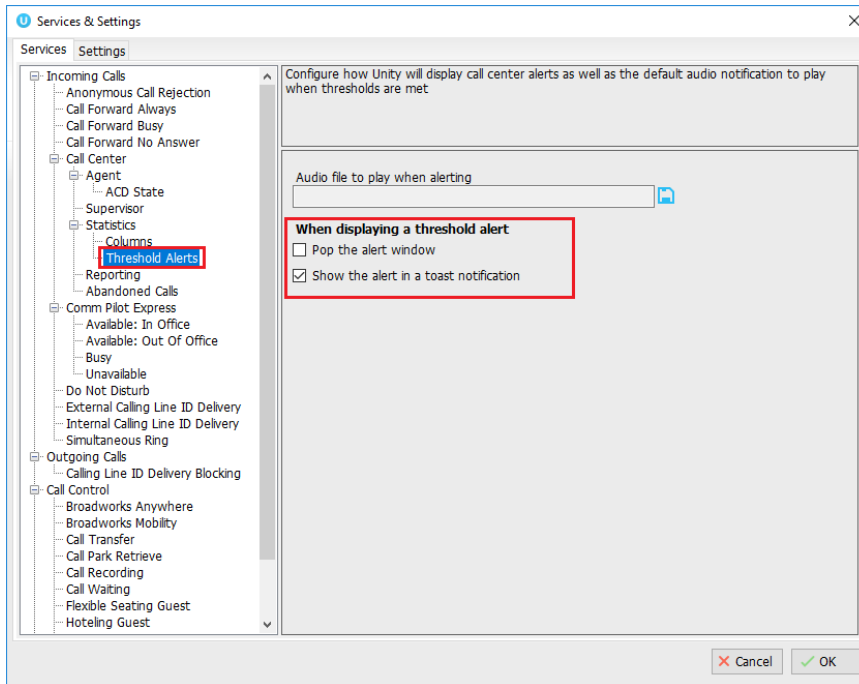 Services & Settings
Services Settings
Incoming Calls
Anonymous Call Rejection
Call Forward Always
Call Forward Busy
Call Forward No Answer
Call Center
Agent
ACD State
Supervisor
Statistics
Columns
Threshold Alerts
Reporting
Abandoned Calls
Comm Pilot Express
Available: In Office
Available: Out Of Office
Busy
Unavailable
Do Not Disturb
External Calling Line ID Delivery
Internal Calling Line ID Delivery
Simultaneous Ring
Outgoing Calls
Calling Line ID Delivery Blocking
Call Control
Broadworks Anywhere
Broadworks Mobility
Call Transfer
Call Park Retrieve
Call Recording
Call Waiting
Flexible Seating Guest
Hoteling Guest
Configure how Unity will display call center alerts as well as the default audio notification to play
when thresholds are met
Audio file to play when alerting
When displaying a threshold alert
Pop the alert window
Show the alert in a toast notification
Cancel OK